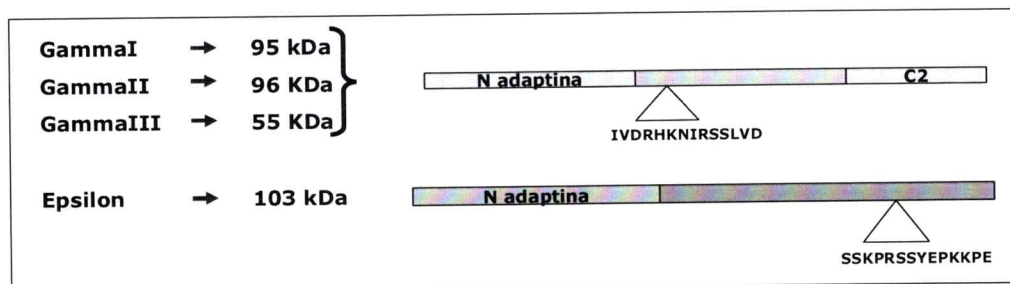 GammaI → 95 kDa
GammaII → 96 KDa
GammaIII → 55 KDa
N adaptina C2
IVDRHKNIRSSLVD
Epsilon → 103 kDa
N adaptina
SSKPRSSYEPKKPE